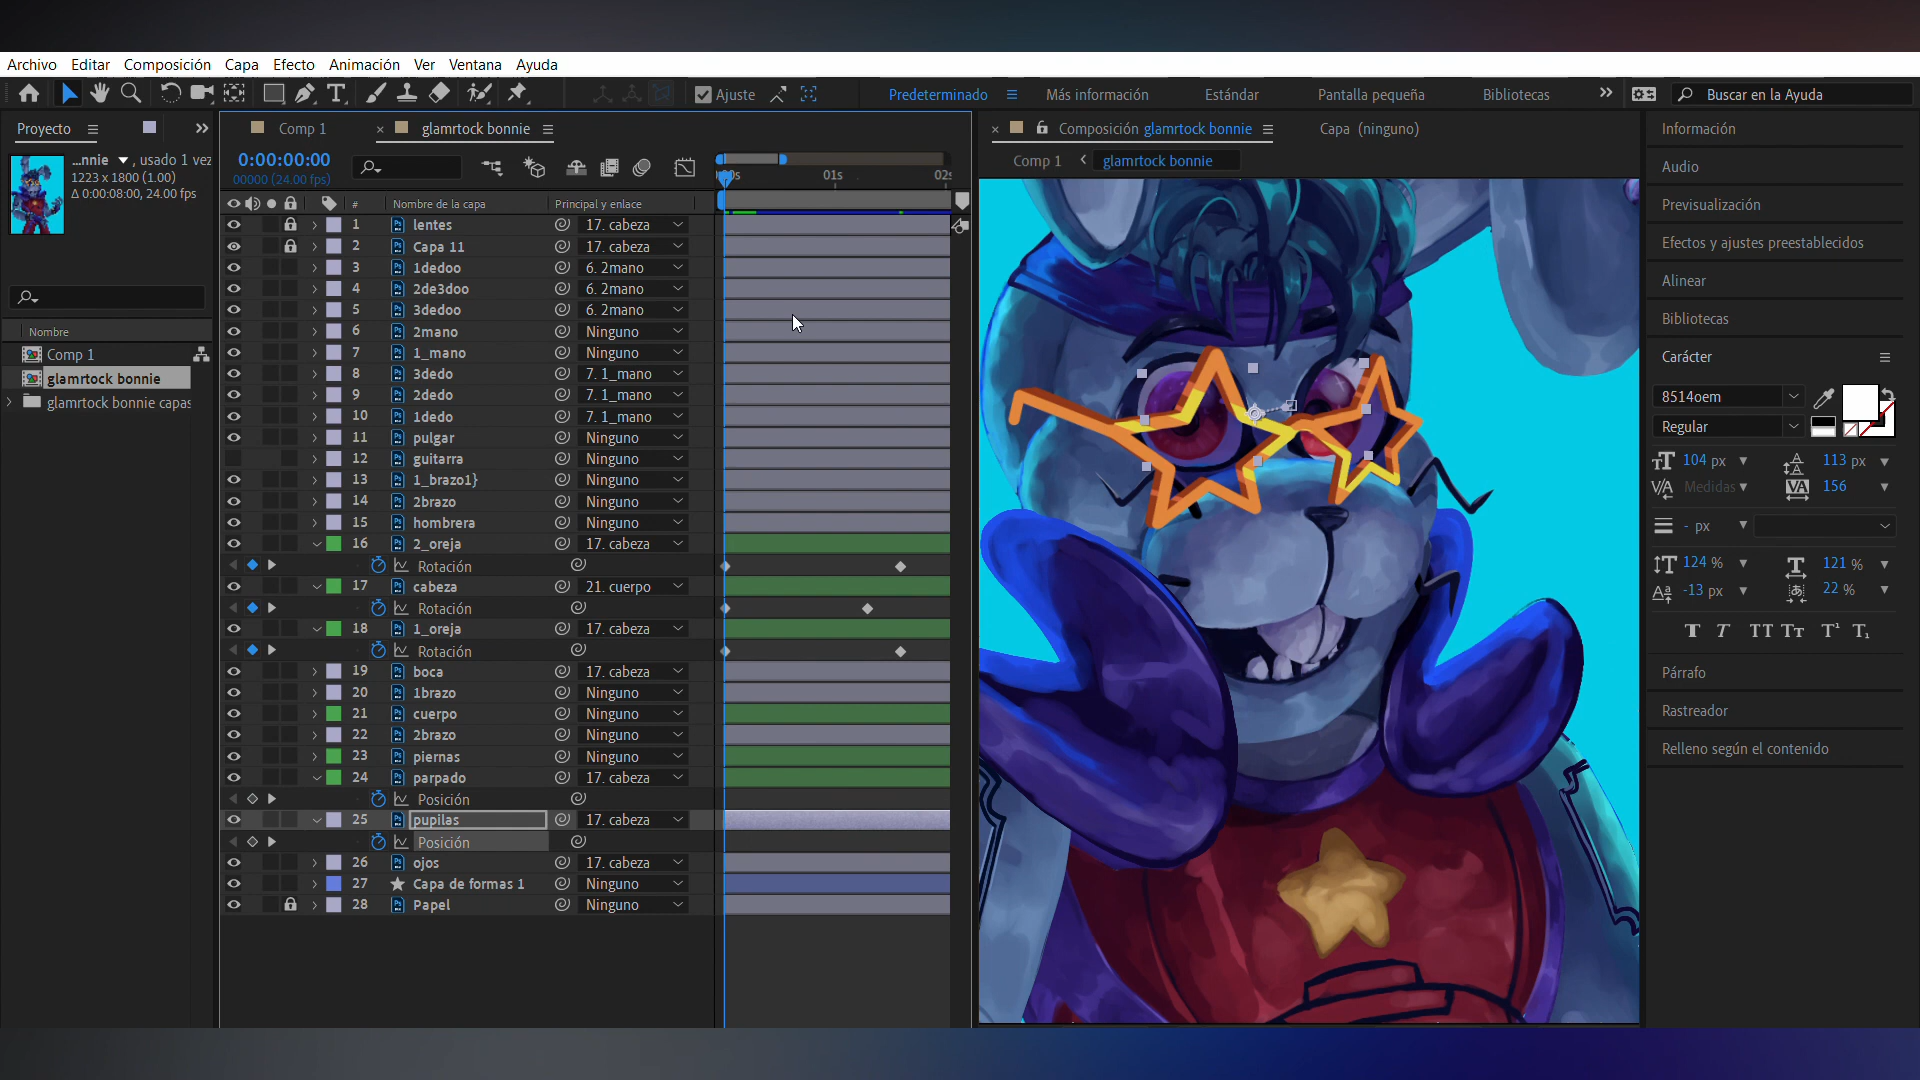 Archivo Editar Composición Capa Efecto Animación Ver Ventana Ayuda
Ajuste Predeterminado Más información Estándar Pantalla pequeña Bibliotecas Buscar en la Ayuda
Proyecto
...nnie , usado 1 vez
1223 x 1800 (1.00)
Δ 0:00:08:00, 24.00 fps
Nombre
Comp 1
glamrtock bonnie
glamrtock bonnie capas
Comp 1 glamrtock bonnie
0:00:00:00
00000 (24.00 fps)
01s
# Nombre de la capa Principal y enlace
1 lentes 17. cabeza
2 Capa 11 17. cabeza
3 1dedoo 6. 2mano
4 2de3doo 6. 2mano
5 3dedoo 6. 2mano
6 2mano Ninguno
7 1_mano Ninguno
8 3dedo 7. 1_mano
9 2dedo 7. 1_mano
10 1dedo 7. 1_mano
11 pulgar Ninguno
12 guitarra Ninguno
13 1_brazo1} Ninguno
14 2brazo Ninguno
15 hombrera Ninguno
16 2_oreja 17. cabeza
Rotación
17 cabeza 21. cuerpo
Rotación
18 1_oreja 17. cabeza
Rotación
19 boca 17. cabeza
20 1brazo Ninguno
21 cuerpo Ninguno
22 2brazo Ninguno
23 piernas Ninguno
24 parpado 17. cabeza
Posición
25 pupilas 17. cabeza
Posición
26 ojos 17. cabeza
27 Capa de formas 1 Ninguno
28 Papel Ninguno
Composición glamrtock bonnie Capa (ninguno)
Comp 1 glamrtock bonnie
Información
Audio
Previsualización
Efectos y ajustes preestablecidos
Alinear
Bibliotecas
Carácter
8514oem
Regular
104 px 113 px
Medidas 156
- px
124 % 121 %
-13 px 22 %
Párrafo
Rastreador
Relleno según el contenido